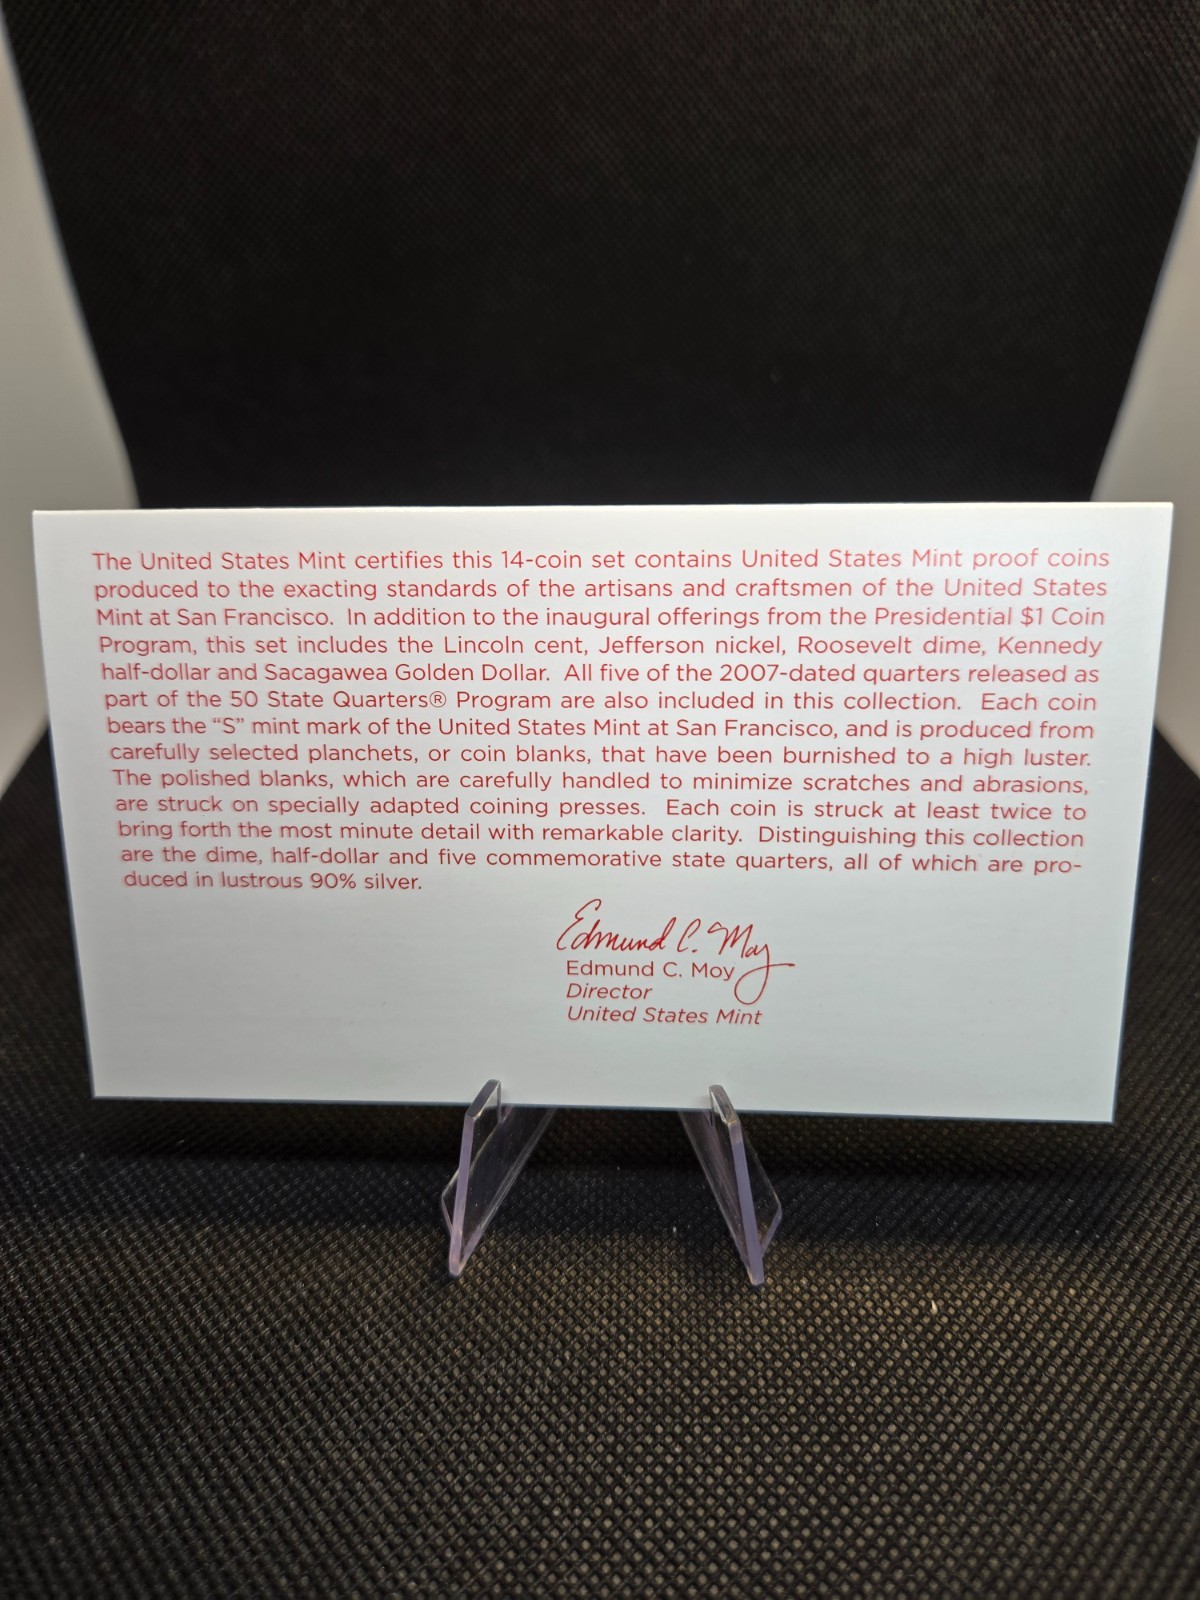 The United States Mint certifies this 14-coin set contains United States Mint proof coins
produced to the exacting standards of the artisans and craftsmen of the United States
Mint at San Francisco. In addition to the inaugural offerings from the Presidential $1 Coin
Program, this set includes the Lincoln cent, Jefferson nickel, Roosevelt dime, Kennedy
half-dollar and Sacagawea Golden Dollar. All five of the 2007-dated quarters released as
part of the 50 State Quarters® Program are also included in this collection. Each coin
bears the “S” mint mark of the United States Mint at San Francisco, and is produced from
carefully selected planchets, or coin blanks, that have been burnished to a high luster.
The polished blanks, which are carefully handled to minimize scratches and abrasions,
are struck on specially adapted coining presses. Each coin is struck at least twice to
bring forth the most minute detail with remarkable clarity. Distinguishing this collection
are the dime, half-dollar and five commemorative state quarters, all of which are pro-
duced in lustrous 90% silver.
Edmund C. Moy
Edmund C. Moy
Director
United States Mint